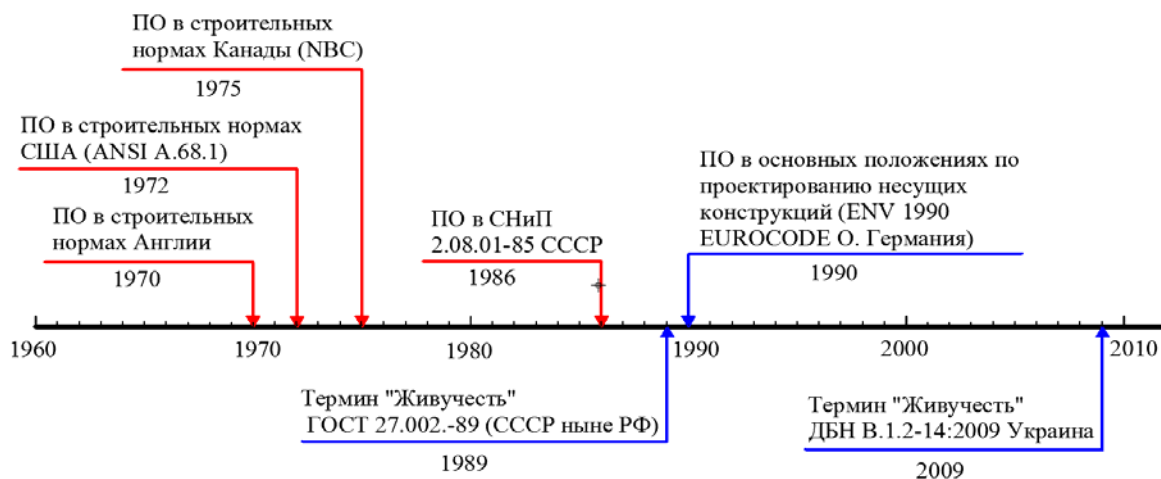 ПО в строительных
нормах Канады (NBC)
1975
ПО в строительных нормах
США (ANSI A.68.1)
1972
ПО в строительных
нормах Англии
1970
ПО в СНиП
2.08.01-85 СССР
1986
ПО в основных положениях по
проектированию несущих
конструкций (ENV 1990
EUROCODE О. Германия)
1990
1960
1970
1980
1990
2000
2010
Термин "Живучесть"
ГОСТ 27.002.-89 (СССР ныне РФ)
1989
Термин "Живучесть"
ДБН В.1.2-14:2009 Украина
2009